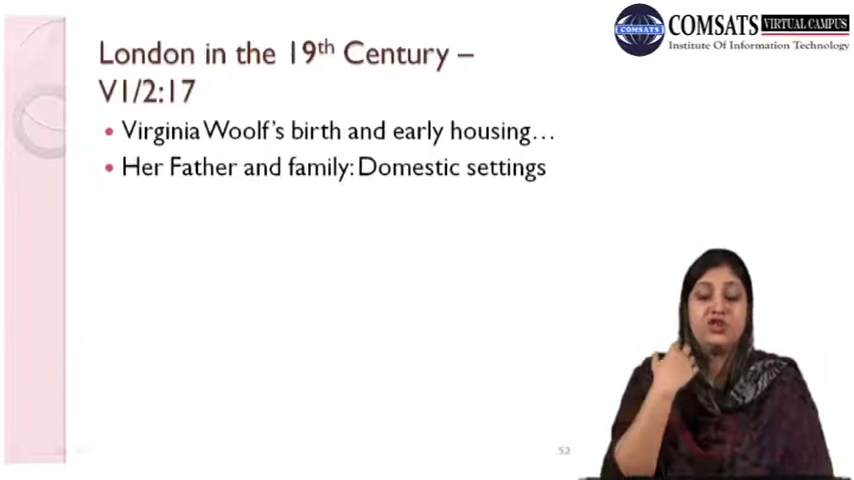 COMSATS VIRTUAL CAMPUS
Institute Of Information Technology
COMSATS
London in the 19th Century –
V1/2:17
• Virginia Woolf's birth and early housing…
• Her Father and family: Domestic settings
52